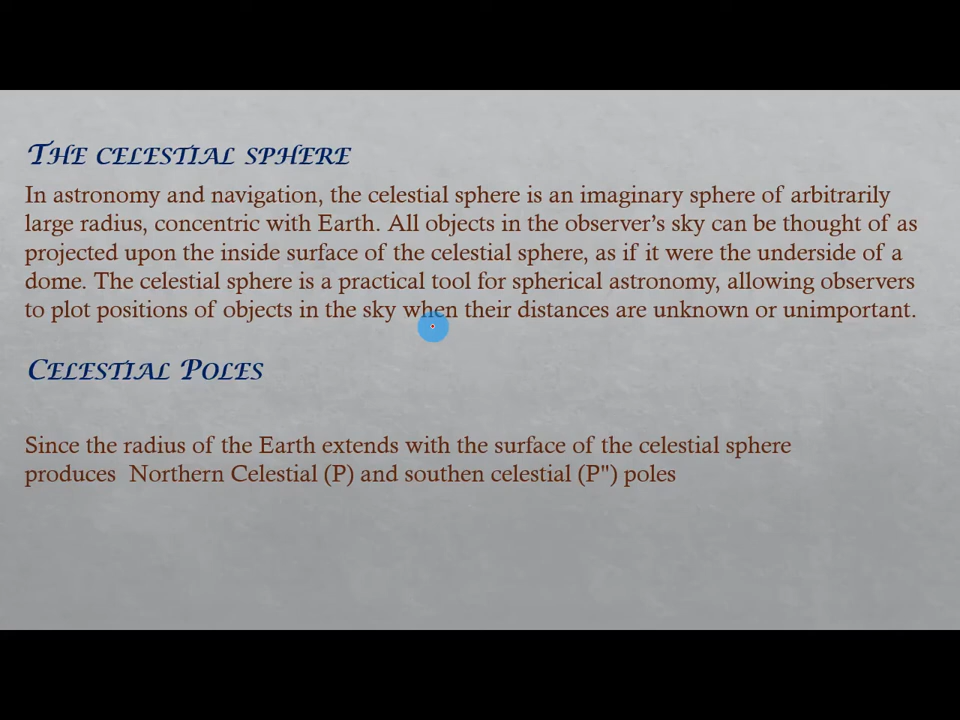 THE CELESTIAL SPHERE
In astronomy and navigation, the celestial sphere is an imaginary sphere of arbitrarily
large radius, concentric with Earth. All objects in the observer’s sky can be thought of as
projected upon the inside surface of the celestial sphere, as if it were the underside of a
dome. The celestial sphere is a practical tool for spherical astronomy, allowing observers
to plot positions of objects in the sky when their distances are unknown or unimportant.
CELESTIAL POLES
Since the radius of the Earth extends with the surface of the celestial sphere
produces  Northern Celestial (P) and southen celestial (P") poles